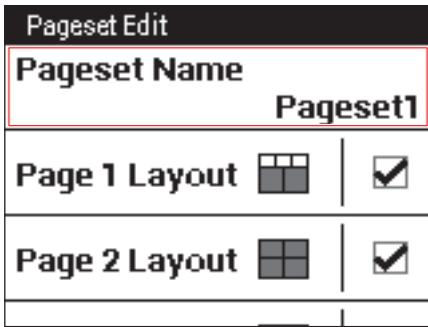 Pageset Edit
Pageset Name
Pageset1
Page 1 Layout
Page 2 Layout